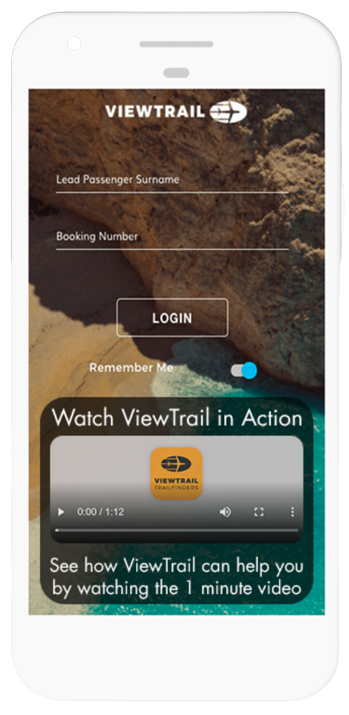 VIEWTRAIL
Lead Passenger Surname
Booking Number
LOGIN
Remember Me
Watch ViewTrail in Action
VIEWTRAIL
TRAILFINDERS
0:00 / 1:12
See how ViewTrail can help you
by watching the 1 minute video